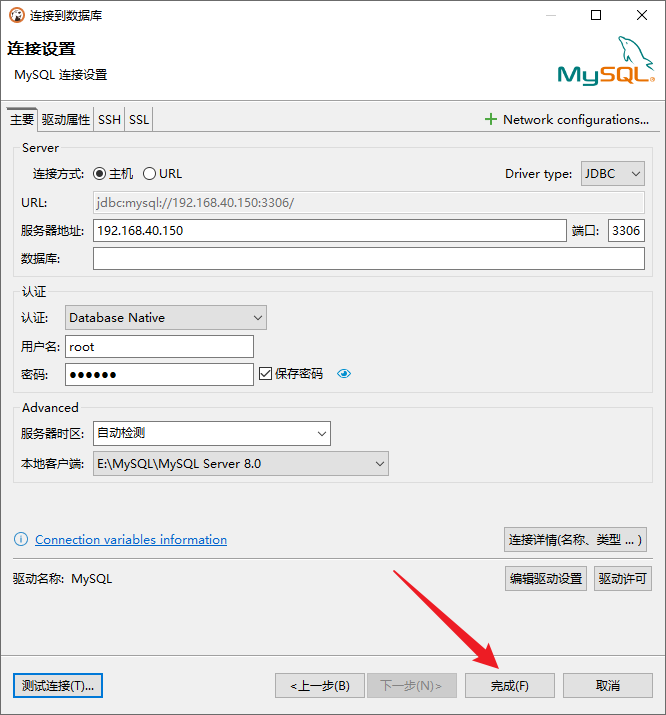 连接到数据库
连接设置
MySQL 连接设置
MySQL®
主要 驱动属性 SSH SSL
Network configurations...
Server
连接方式: 主机 URL Driver type: JDBC
URL: jdbc:mysql://192.168.40.150:3306/
服务器地址: 192.168.40.150 端口: 3306
数据库:
认证
认证: Database Native
用户名: root
密码: ●●●●●● 保存密码
Advanced
服务器时区: 自动检测
本地客户端: E:\MySQL\MySQL Server 8.0
Connection variables information 连接详情(名称、类型 ... )
驱动名称: MySQL 编辑驱动设置 驱动许可
测试连接(T)... <上一步(B) 下一步(N)> 完成(F) 取消